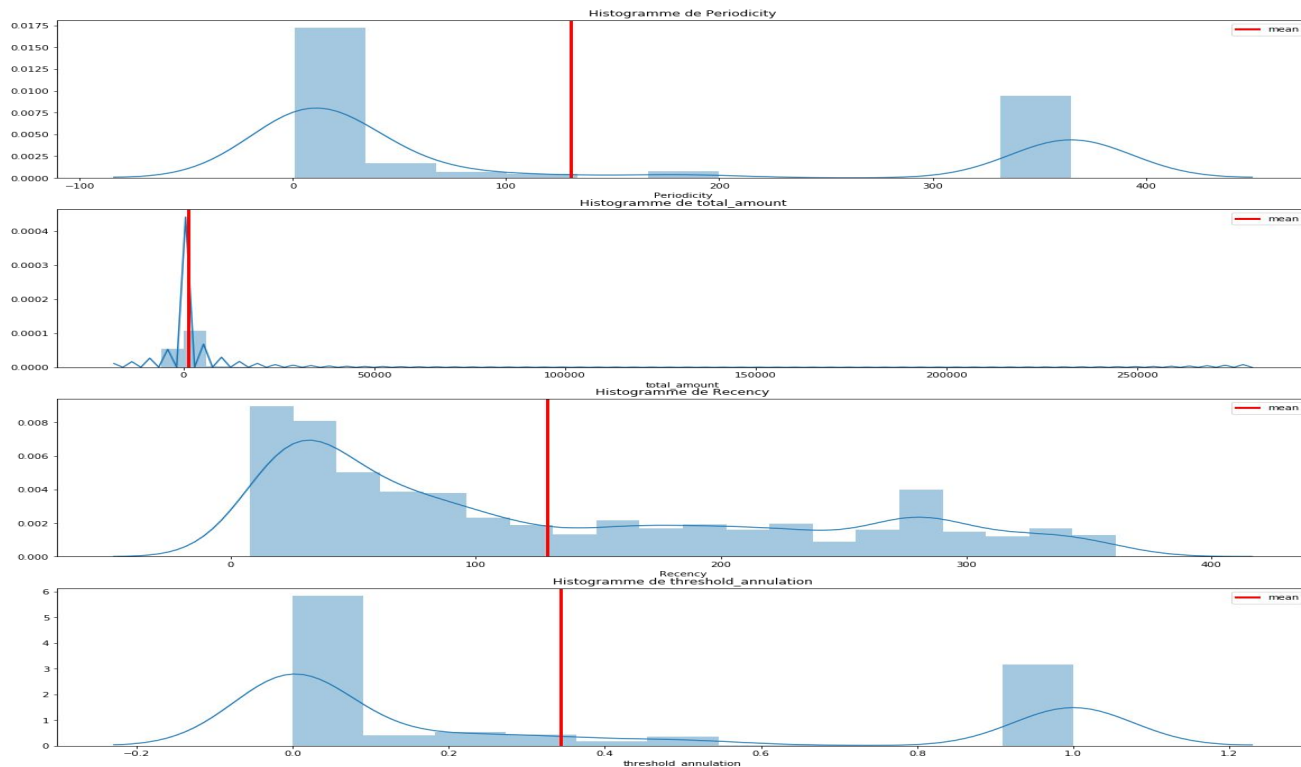 Histogramme de Periodicity
mean
0.0175
0.0150
0.0125
0.0100
0.0075
0.0050
0.0025
0.0000
−100 0 100 200 300 400
Periodicity
Histogramme de total_amount
mean
0.0004
0.0003
0.0002
0.0001
0.0000
0 50000 100000 150000 200000 250000
total_amount
Histogramme de Recency
mean
0.008
0.006
0.004
0.002
0.000
0 100 200 300 400
Recency
Histogramme de threshold_annulation
mean
6
5
4
3
2
1
0
−0.2 0.0 0.2 0.4 0.6 0.8 1.0 1.2
threshold_annulation